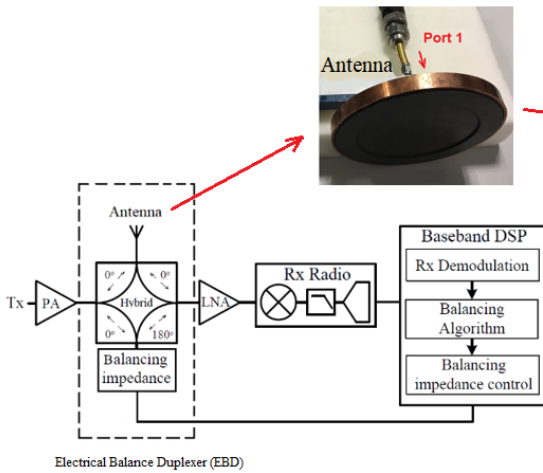 Port 1
Antenna
Antenna
0° 0°
Tx PA Hybrid LNA
0° 180°
Balancing
impedance
Rx Radio
Baseband DSP
Rx Demodulation
Balancing
Algorithm
Balancing
impedance control
Electrical Balance Duplexer (EBD)